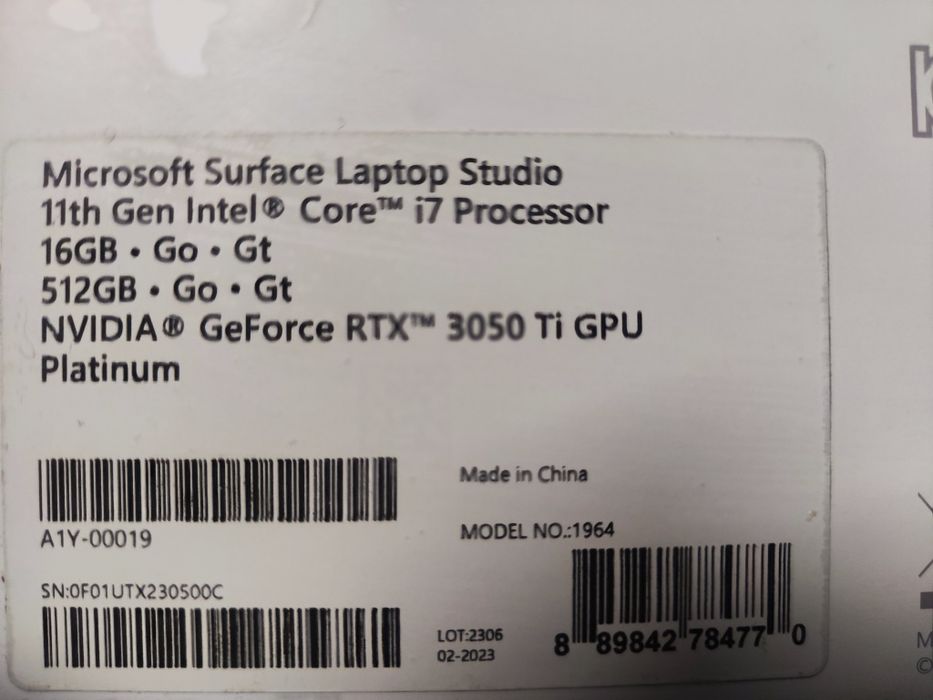 Microsoft Surface Laptop Studio
11th Gen Intel® Core™ i7 Processor
16GB • Go • Gt
512GB • Go • Gt
NVIDIA® GeForce RTX™ 3050 Ti GPU
Platinum
A1Y-00019
Made in China
MODEL NO.:1964
SN:0F01UTX230500C
LOT:2306
02-2023
8 89842 78477 0